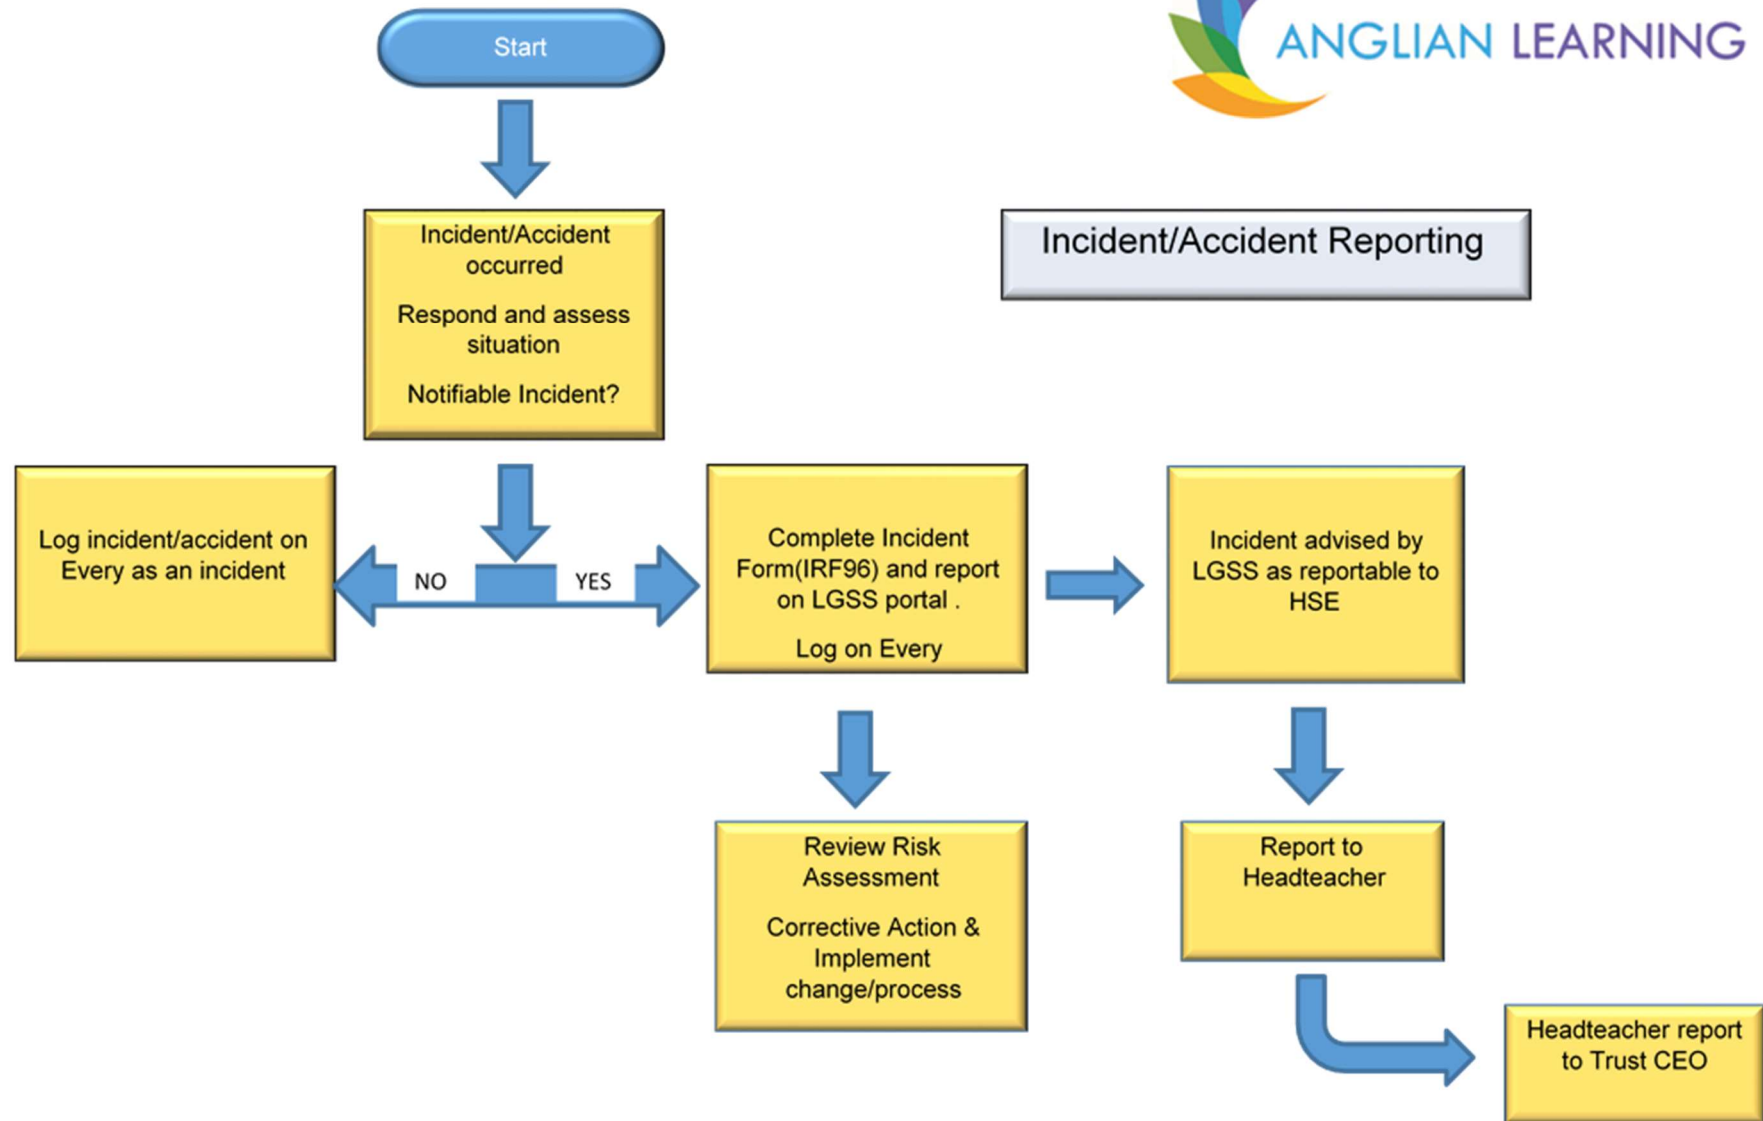 Start
ANGLIAN LEARNING
Incident/Accident
occurred
Respond and assess
situation
Notifiable Incident?
Incident/Accident Reporting
Log incident/accident on
Every as an incident
NO
YES
Complete Incident
Form(IRF96) and report
on LGSS portal .
Log on Every
Incident advised by
LGSS as reportable to
HSE
Review Risk
Assessment
Corrective Action &
Implement
change/process
Report to
Headteacher
Headteacher report
to Trust CEO